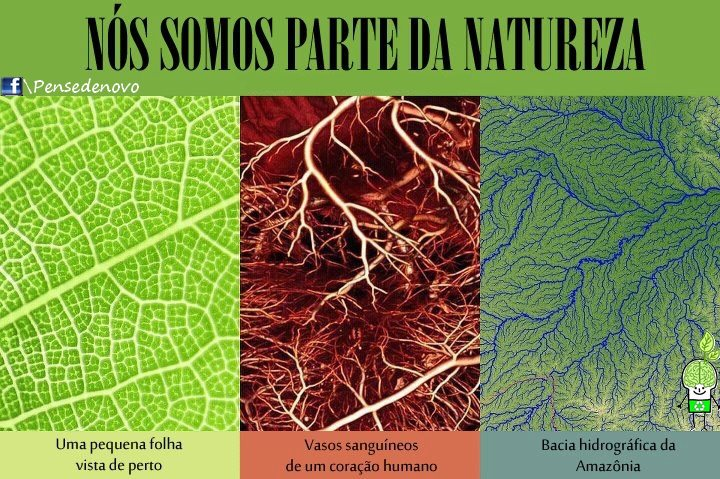 NÓS SOMOS PARTE DA NATUREZA
f \Pensedenovo
Uma pequena folha
vista de perto
Vasos sanguíneos
de um coração humano
Bacia hidrográfica da
Amazônia